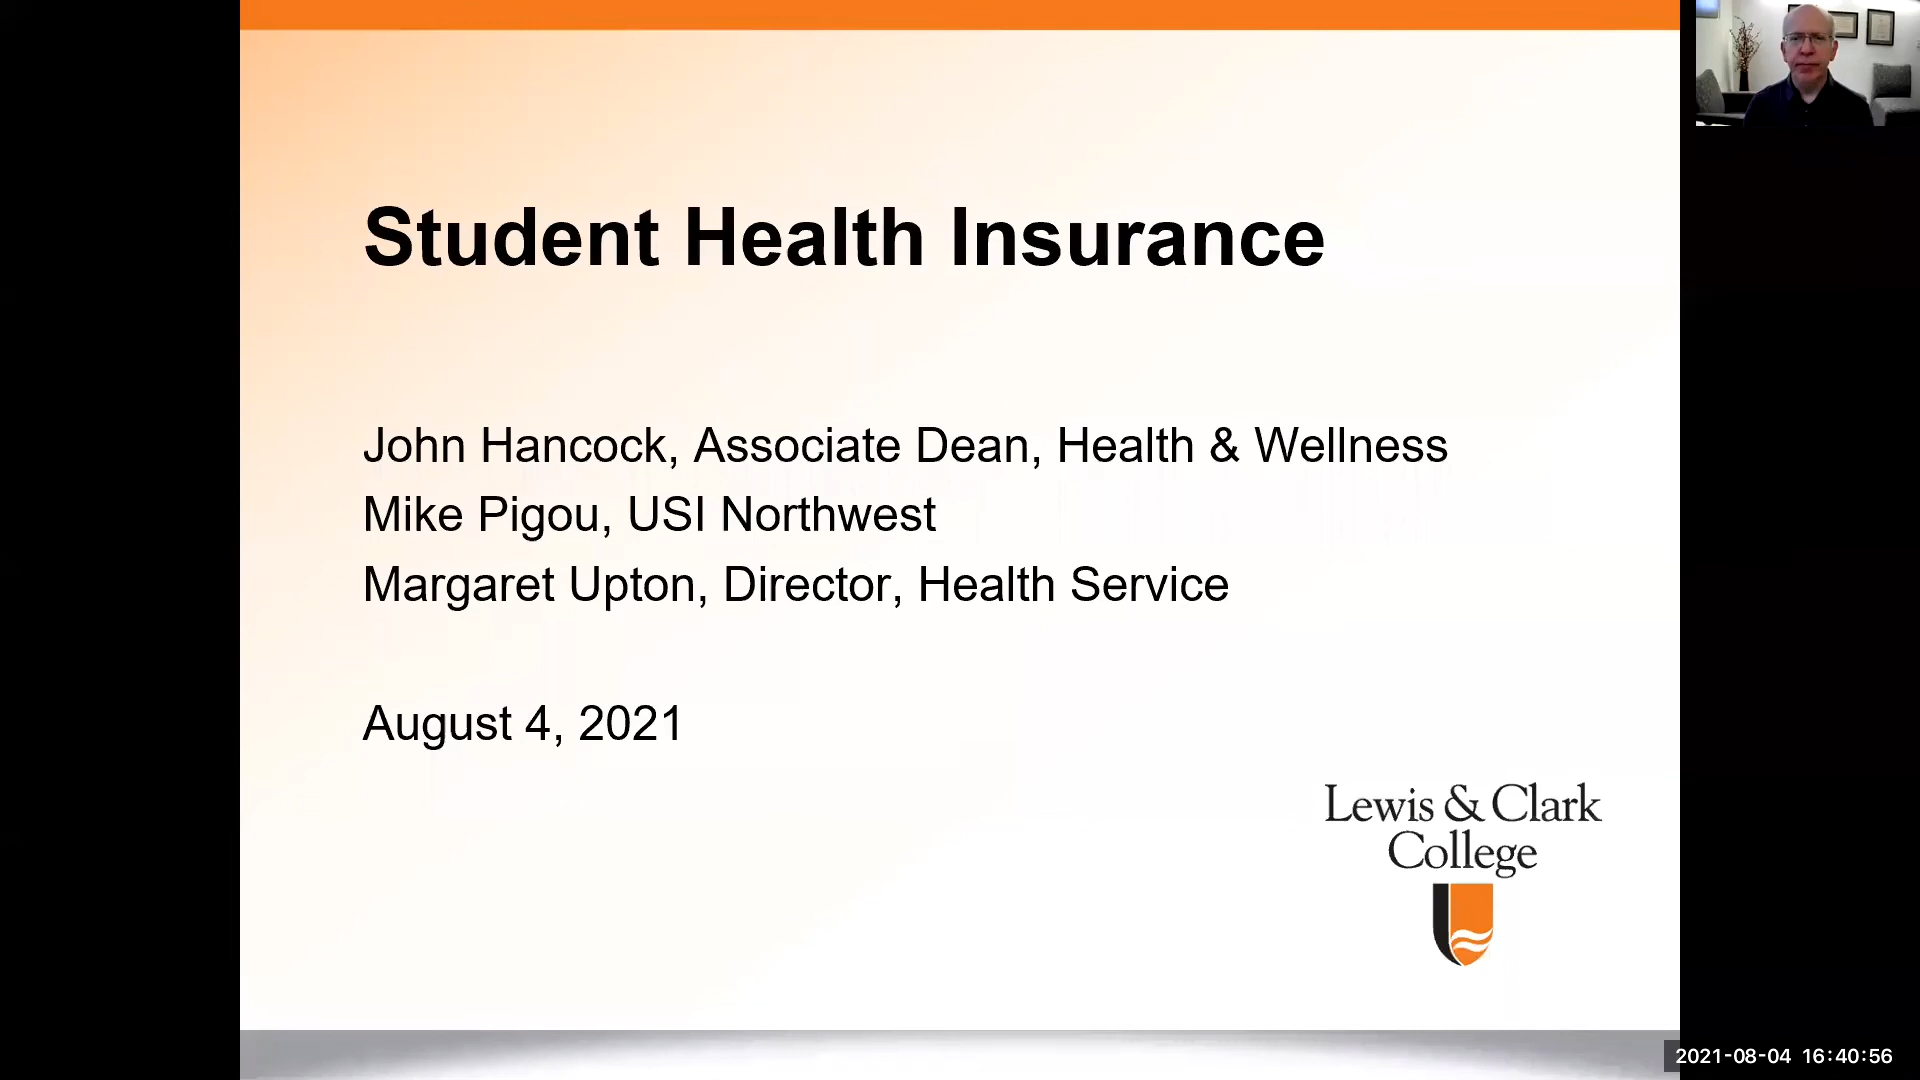 Student Health Insurance
John Hancock, Associate Dean, Health & Wellness
Mike Pigou, USI Northwest
Margaret Upton, Director, Health Service
August 4, 2021
Lewis & Clark
College
2021-08-04 16:40:56